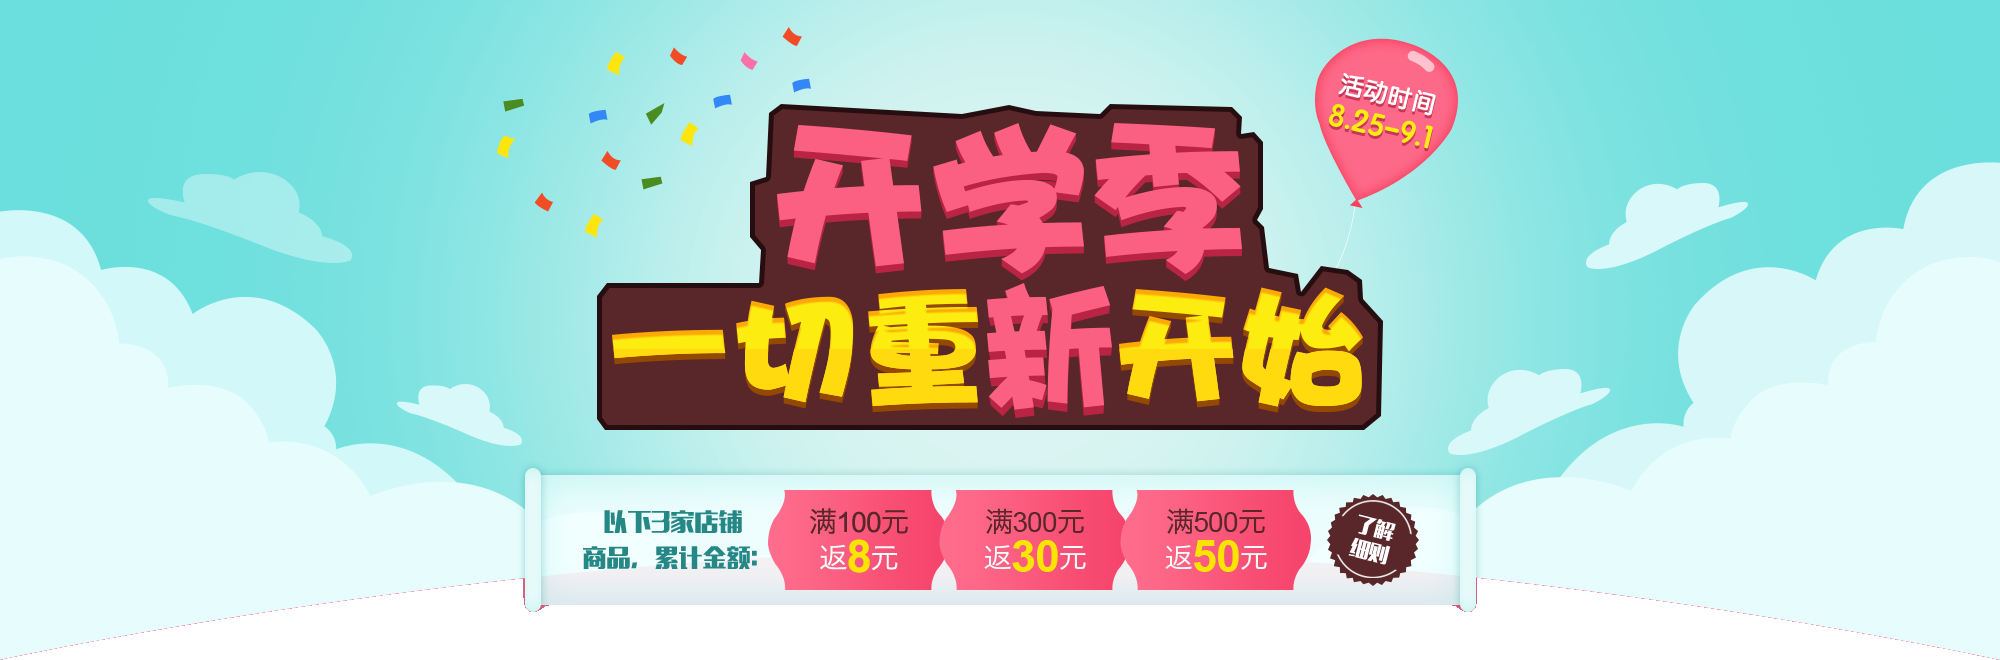 开学季
一切重新开始
活动时间
8.25-9.1
以下3家店铺
商品，累计金额:
满100元
返8元
满300元
返30元
满500元
返50元
了解
细则